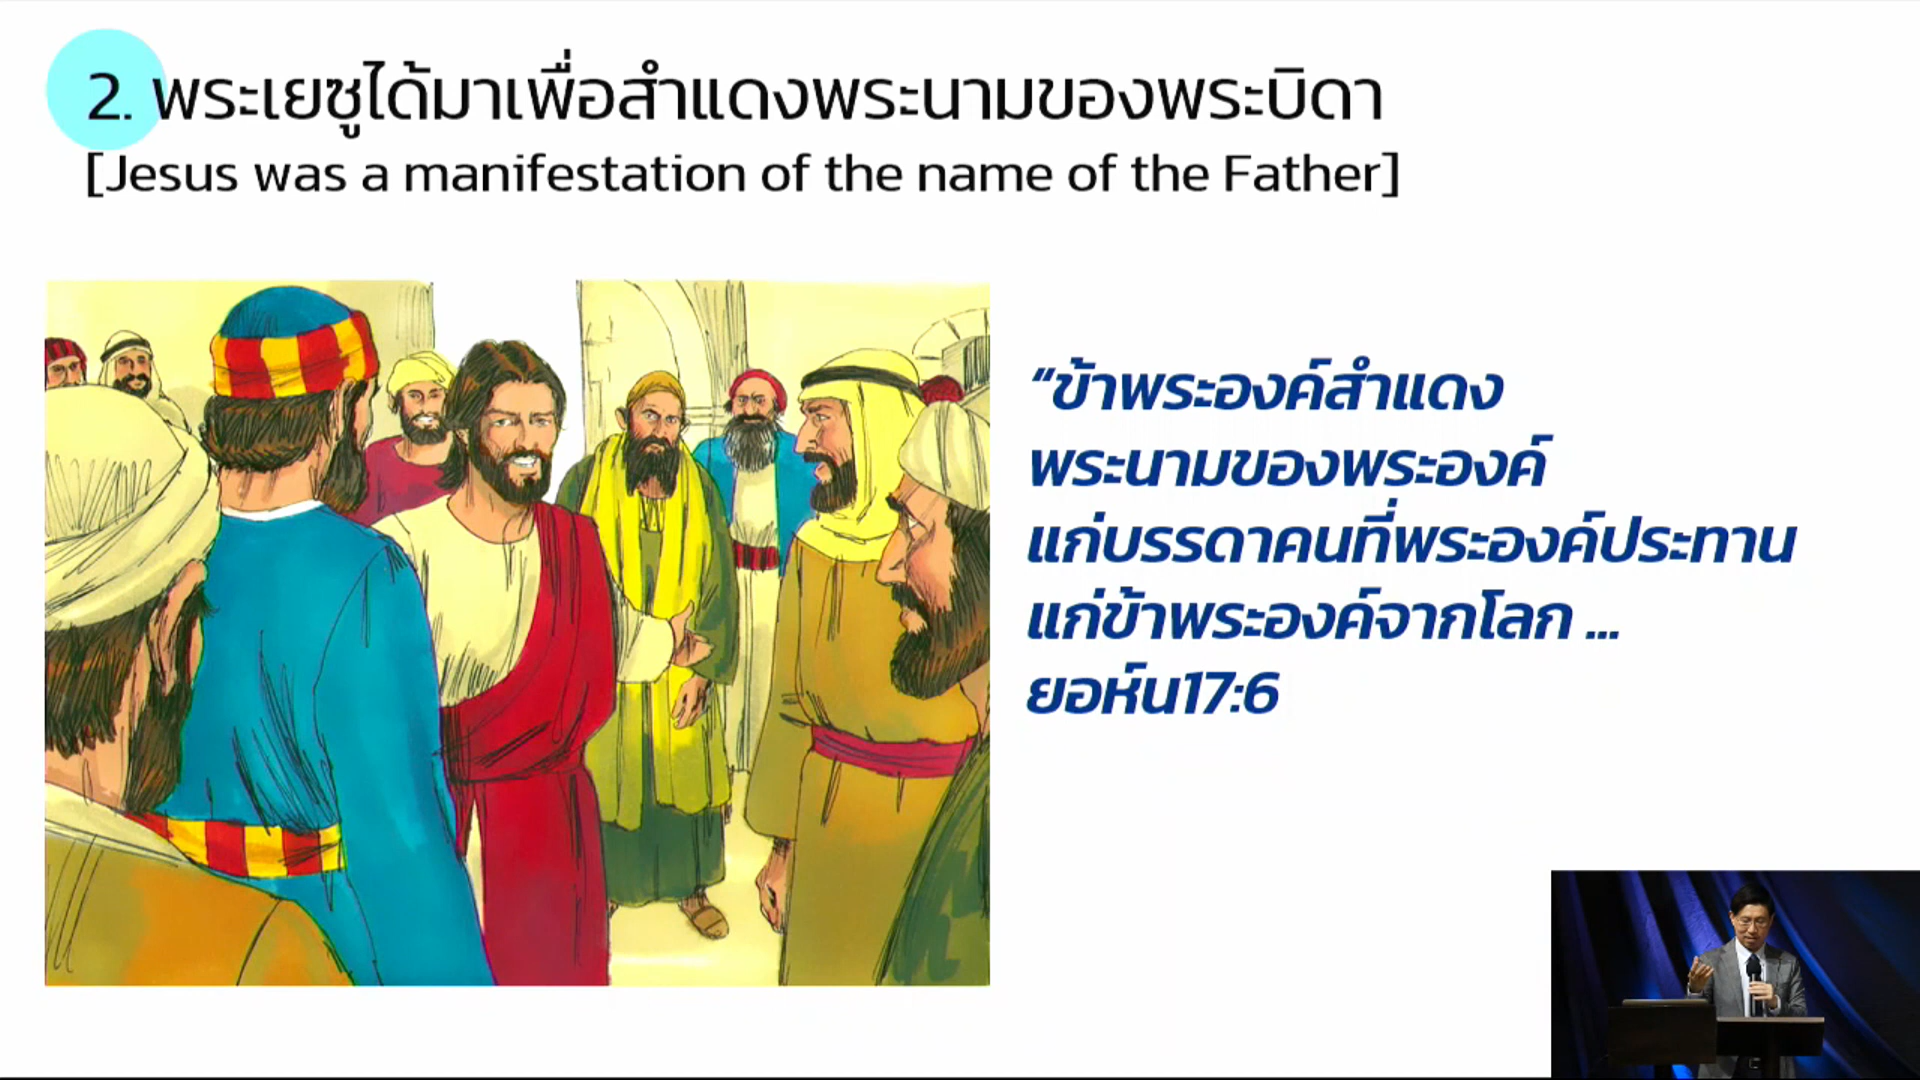 2. พระเยซูได้มาเพื่อสำแดงพระนามของพระบิดา
[Jesus was a manifestation of the name of the Father]
“ข้าพระองค์สำแดง
พระนามของพระองค์
แก่บรรดาคนที่พระองค์ประทาน
แก่ข้าพระองค์จากโลก ...
ยอห์น17:6